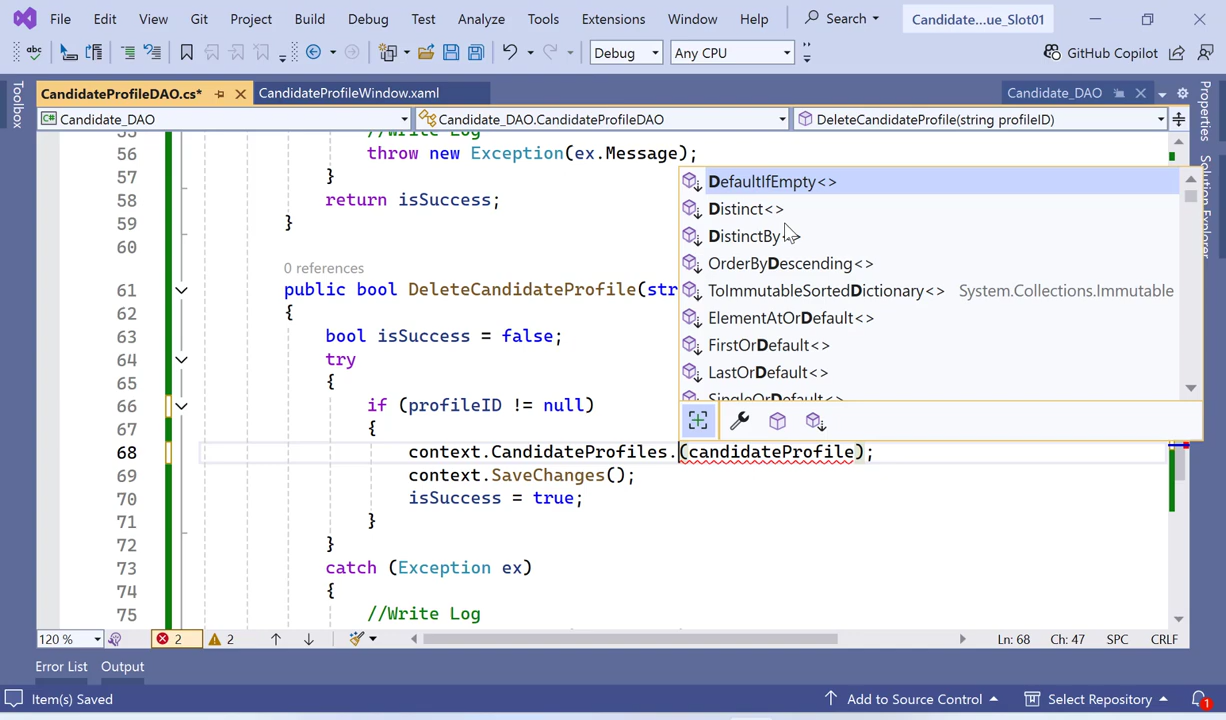 File Edit View Git Project Build Debug Test Analyze Tools Extensions Window Help Search Candidate...ue_Slot01
abc Debug Any CPU GitHub Copilot
CandidateProfileDAO.cs* CandidateProfileWindow.xaml Candidate_DAO
C# Candidate_DAO Candidate_DAO.CandidateProfileDAO DeleteCandidateProfile(string profileID)
55 //Write Log
56 throw new Exception(ex.Message);
57 }
58 return isSuccess;
59 }
60
0 references
61 public bool DeleteCandidateProfile(str
62 {
63 bool isSuccess = false;
64 try
65 {
66 if (profileID != null)
67 {
68 context.CandidateProfiles.(candidateProfile);
69 context.SaveChanges();
70 isSuccess = true;
71 }
72 }
73 catch (Exception ex)
74 {
75 //Write Log
DefaultIfEmpty<>
Distinct<>
DistinctBy<>
OrderByDescending<>
ToImmutableSortedDictionary<> System.Collections.Immutable
ElementAtOrDefault<>
FirstOrDefault<>
LastOrDefault<>
SingleOrDefault<>
Toolbox
Properties
Solution Explorer
120 % 2 2 Ln: 68 Ch: 47 SPC CRLF
Error List Output
Item(s) Saved Add to Source Control Select Repository 1